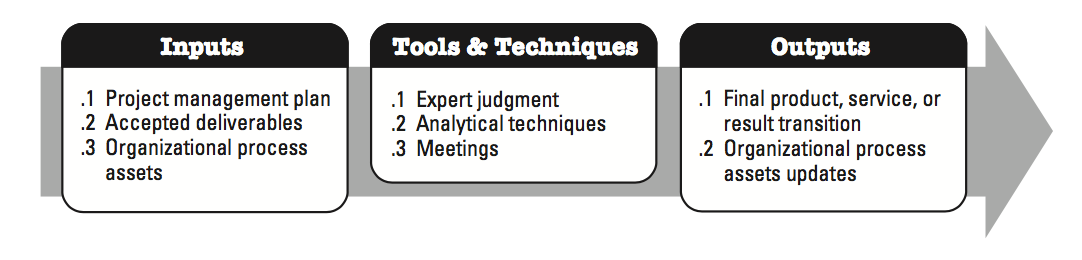 Inputs
.1 Project management plan
.2 Accepted deliverables
.3 Organizational process
assets
Tools & Techniques
.1 Expert judgment
.2 Analytical techniques
.3 Meetings
Outputs
.1 Final product, service, or
result transition
.2 Organizational process
assets updates